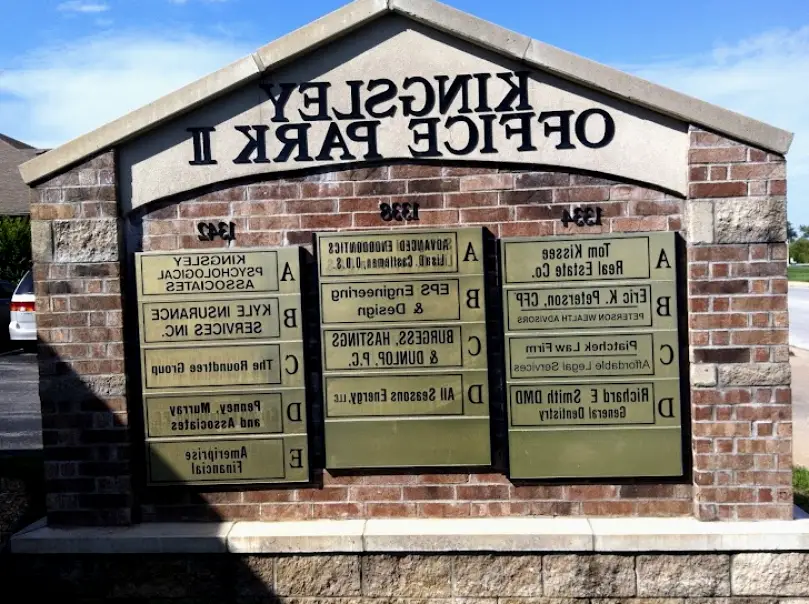 KINGSLEY
OFFICE PARK II
1334
A Tom Kissee
Real Estate Co.
B Eric K. Peterson, CFP
PETERSON WEALTH ADVISORS
C Platchek Law Firm
Affordable Legal Services
D Richard E Smith DMD
General Dentistry
1338
A ADVANCED ENDODONTICS
Lisa D. Castleman, D.D.S.
B EPS Engineering
& Design
C BURGESS, HASTINGS
& DUNLOP, P.C.
D All Seasons Energy, LLC
1342
A KINGSLEY
PSYCHOLOGICAL
ASSOCIATES
B KYLE INSURANCE
SERVICES INC.
C The Roundtree Group
D Penney, Murray
and Associates
E Ameriprise
Financial